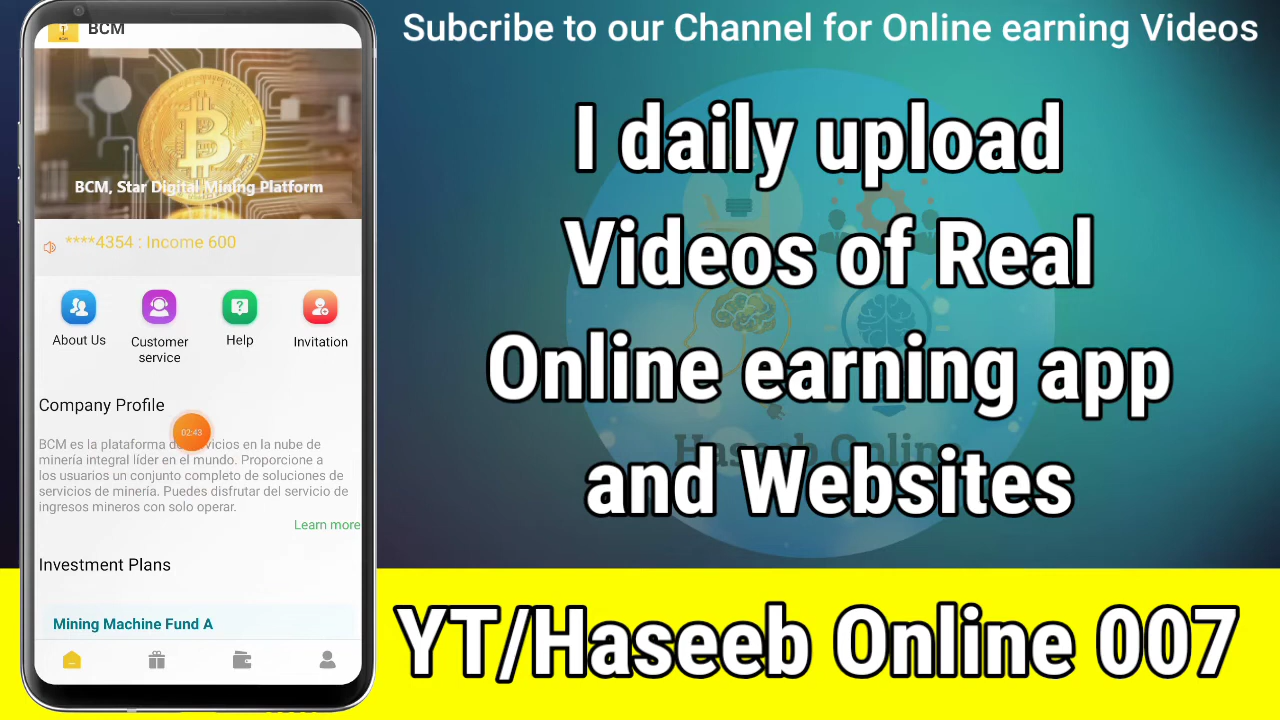 Subcribe to our Channel for Online earning Videos
BCM
BCM, Star Digital Mining Platform
****4354 : Income 600
About Us
Customer
service
Help
Invitation
Company Profile
02:43
BCM es la plataforma de servicios en la nube de
minería integral líder en el mundo. Proporcione a
los usuarios un conjunto completo de soluciones de
servicios de minería. Puedes disfrutar del servicio de
ingresos mineros con solo operar.
Learn more
Investment Plans
Mining Machine Fund A
I daily upload
Videos of Real
Online earning app
and Websites
Haseeb Online
YT/Haseeb Online 007